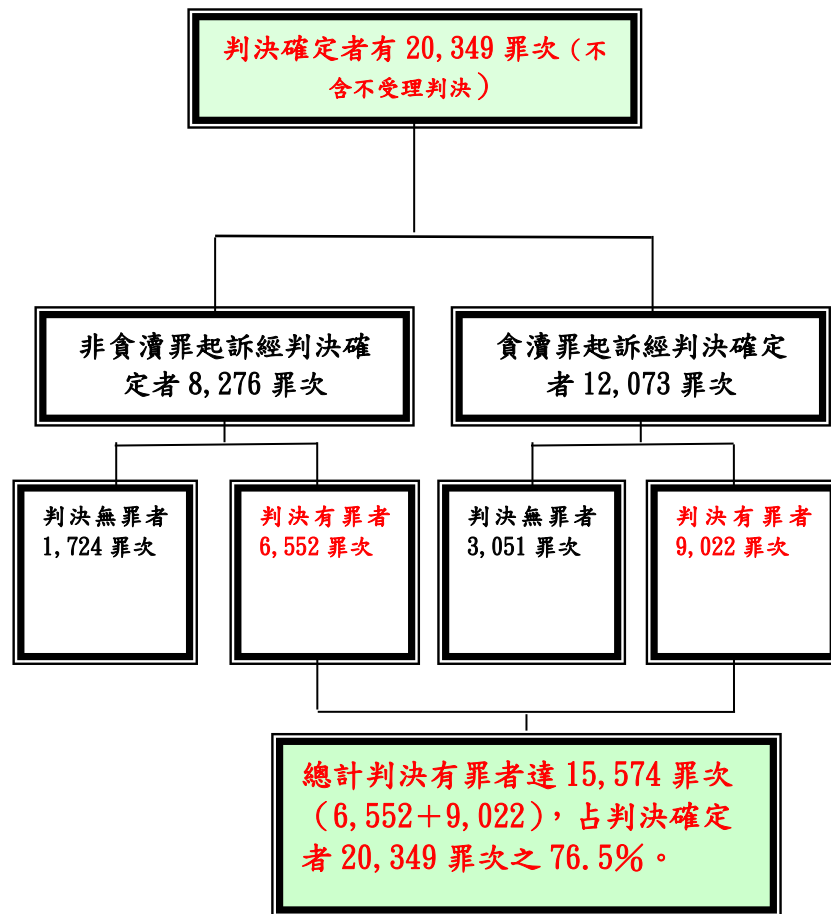 判決確定者有 20,349 罪次（不
含不受理判決）
非貪瀆罪起訴經判決確
定者 8,276 罪次
貪瀆罪起訴經判決確定
者 12,073 罪次
判決無罪者
1,724 罪次
判決有罪者
6,552 罪次
判決無罪者
3,051 罪次
判決有罪者
9,022 罪次
總計判決有罪者達 15,574 罪次
（6,552＋9,022），占判決確定
者 20,349 罪次之 76.5％。